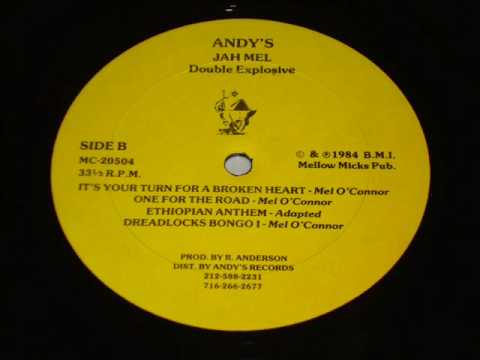 ANDY'S
JAH MEL
Double Explosive
SIDE B
MC-20504
33⅓ R.P.M.
© & ℗ 1984 B.M.I.
Mellow Micks Pub.
IT'S YOUR TURN FOR A BROKEN HEART - Mel O'Connor
ONE FOR THE ROAD - Mel O'Connor
ETHIOPIAN ANTHEM - Adapted
DREADLOCKS BONGO I - Mel O'Connor
PROD. BY R. ANDERSON
DIST. BY ANDY'S RECORDS
212-588-2231
716-266-2677